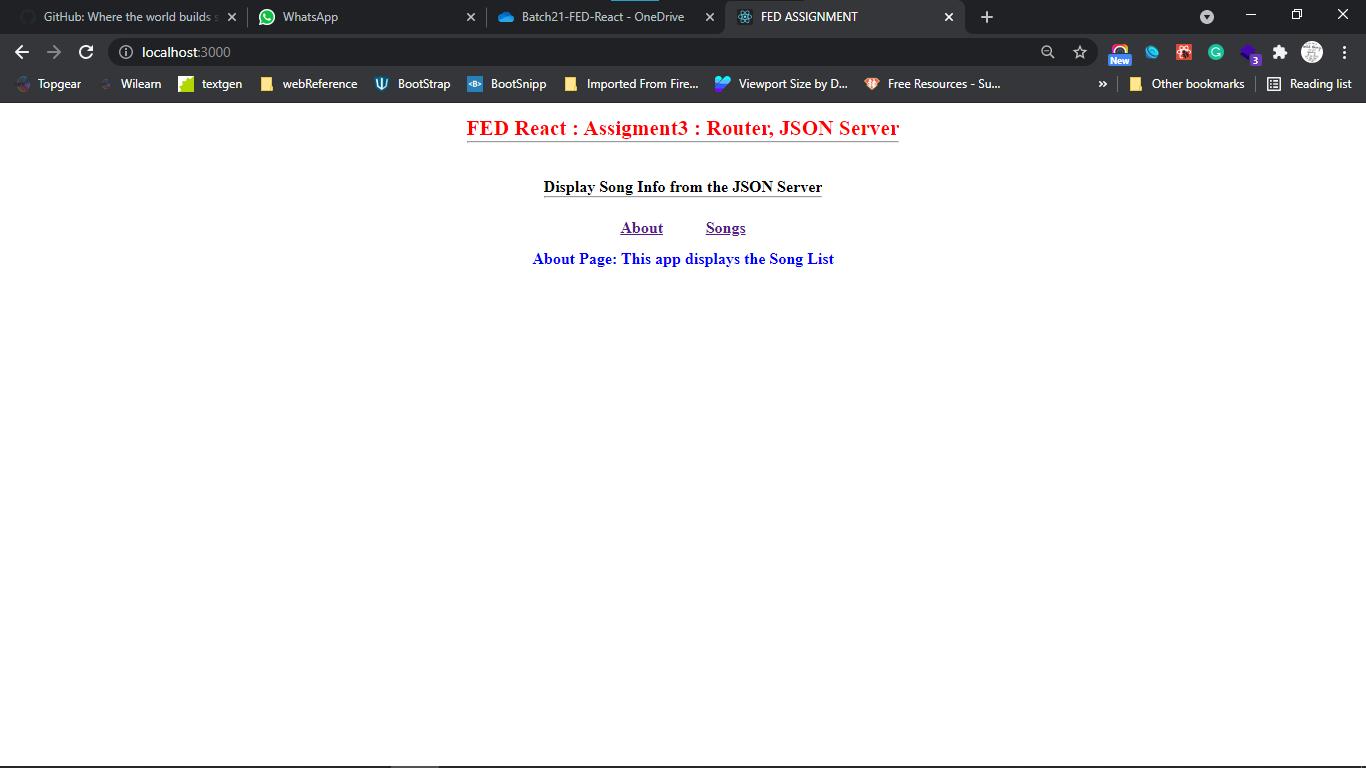 GitHub: Where the world builds s
WhatsApp
Batch21-FED-React - OneDrive
FED ASSIGNMENT
localhost:3000
New
3
Topgear
Wilearn
textgen
webReference
BootStrap
<B>
BootSnipp
Imported From Fire...
Viewport Size by D...
Free Resources - Su...
»
Other bookmarks
Reading list
FED React : Assigment3 : Router, JSON Server
Display Song Info from the JSON Server
About Songs
About Page: This app displays the Song List